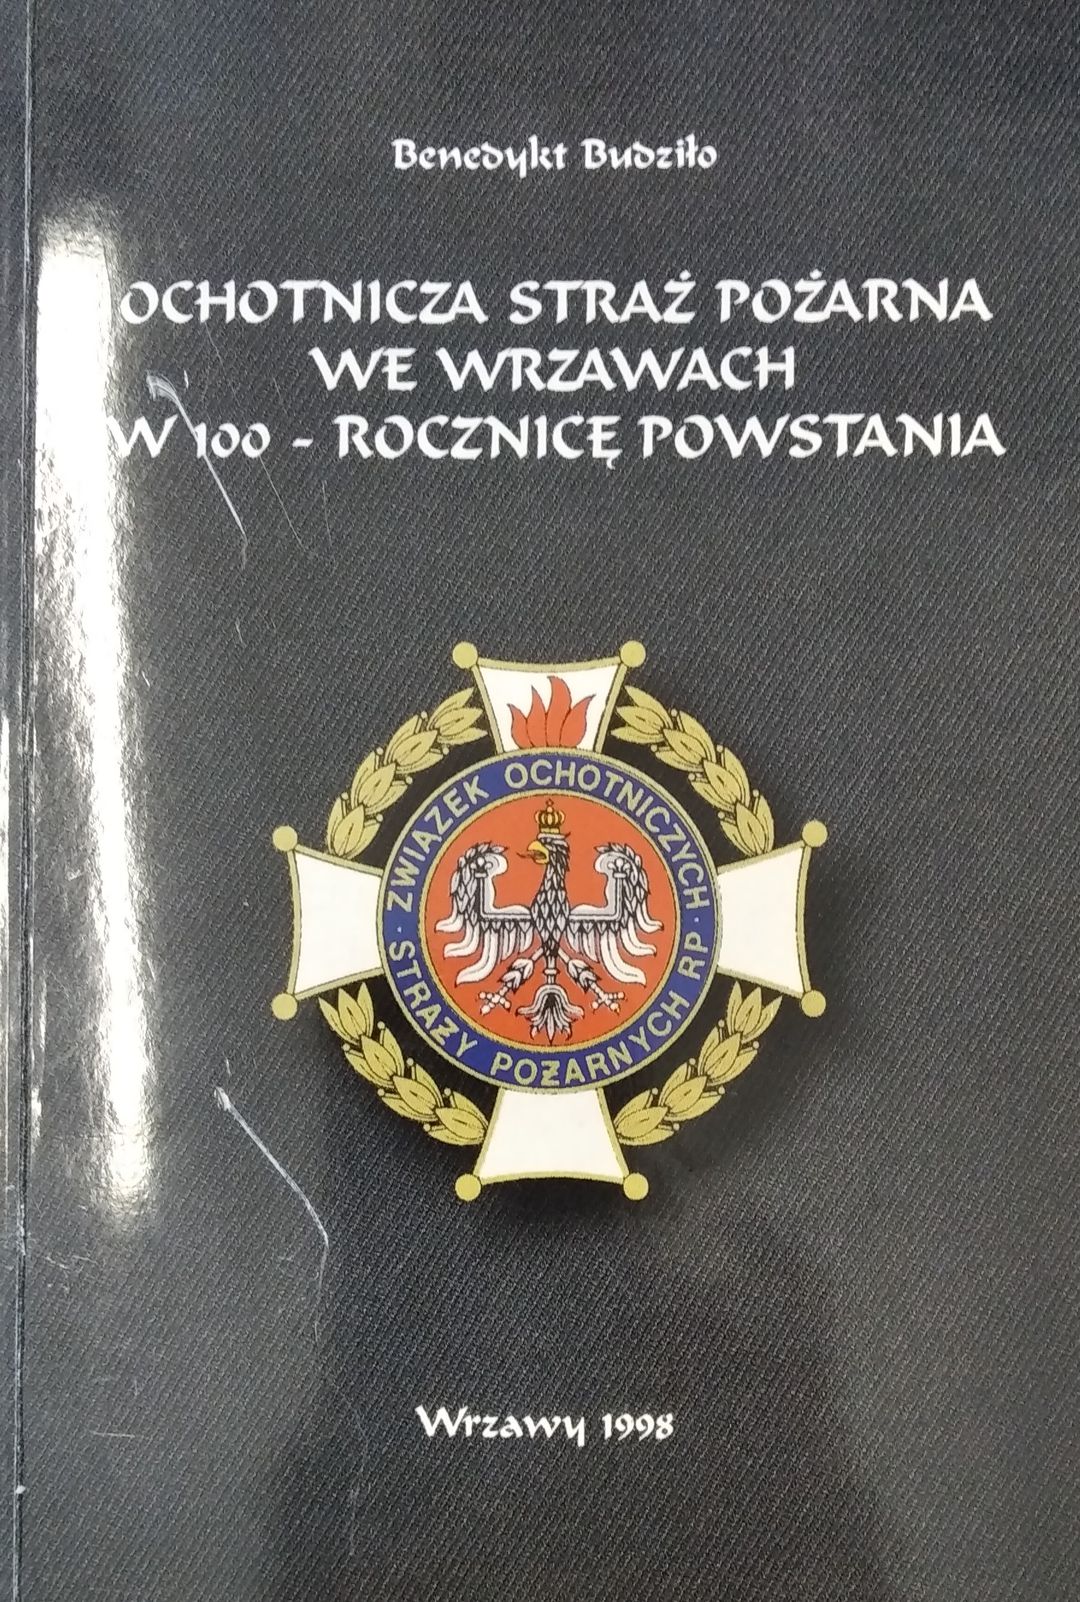 Benedykt Budziło
OCHOTNICZA STRAŻ POŻARNA
WE WRZAWACH
W 100 - ROCZNICĘ POWSTANIA
ZWIĄZEK OCHOTNICZYCH
· STRAŻY POŻARNYCH RP ·
Wrzawy 1998